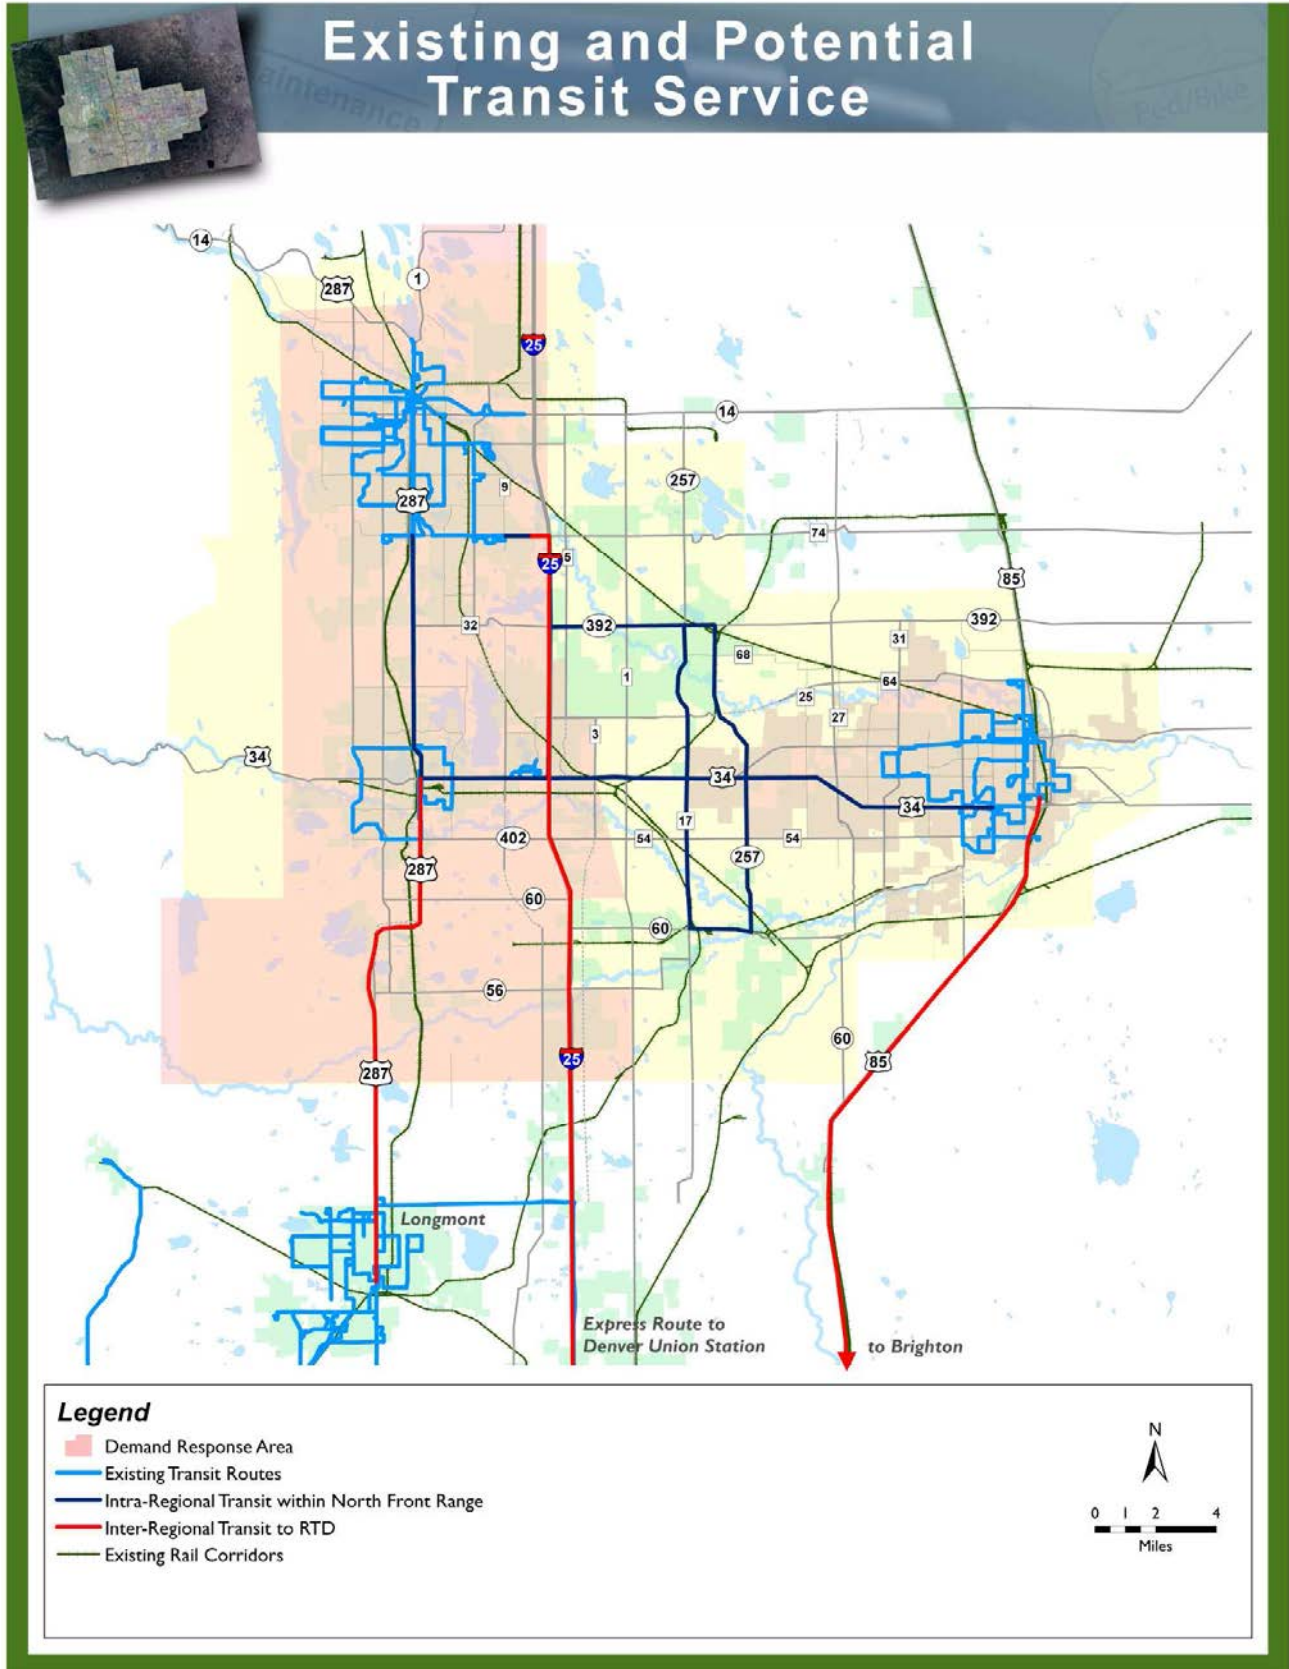 Existing and Potential
Transit Service
aintenance
Ped/Bike
14
287
1
25
14
257
287
9
74
25
5
85
32
392
392
31
68
1
64
25
27
3
34
34
34
17
402
54
54
287
257
60
60
56
60
25
85
287
Longmont
Express Route to
Denver Union Station
to Brighton
Legend
Demand Response Area
Existing Transit Routes
Intra-Regional Transit within North Front Range
Inter-Regional Transit to RTD
Existing Rail Corridors
N
0 1 2 4
Miles